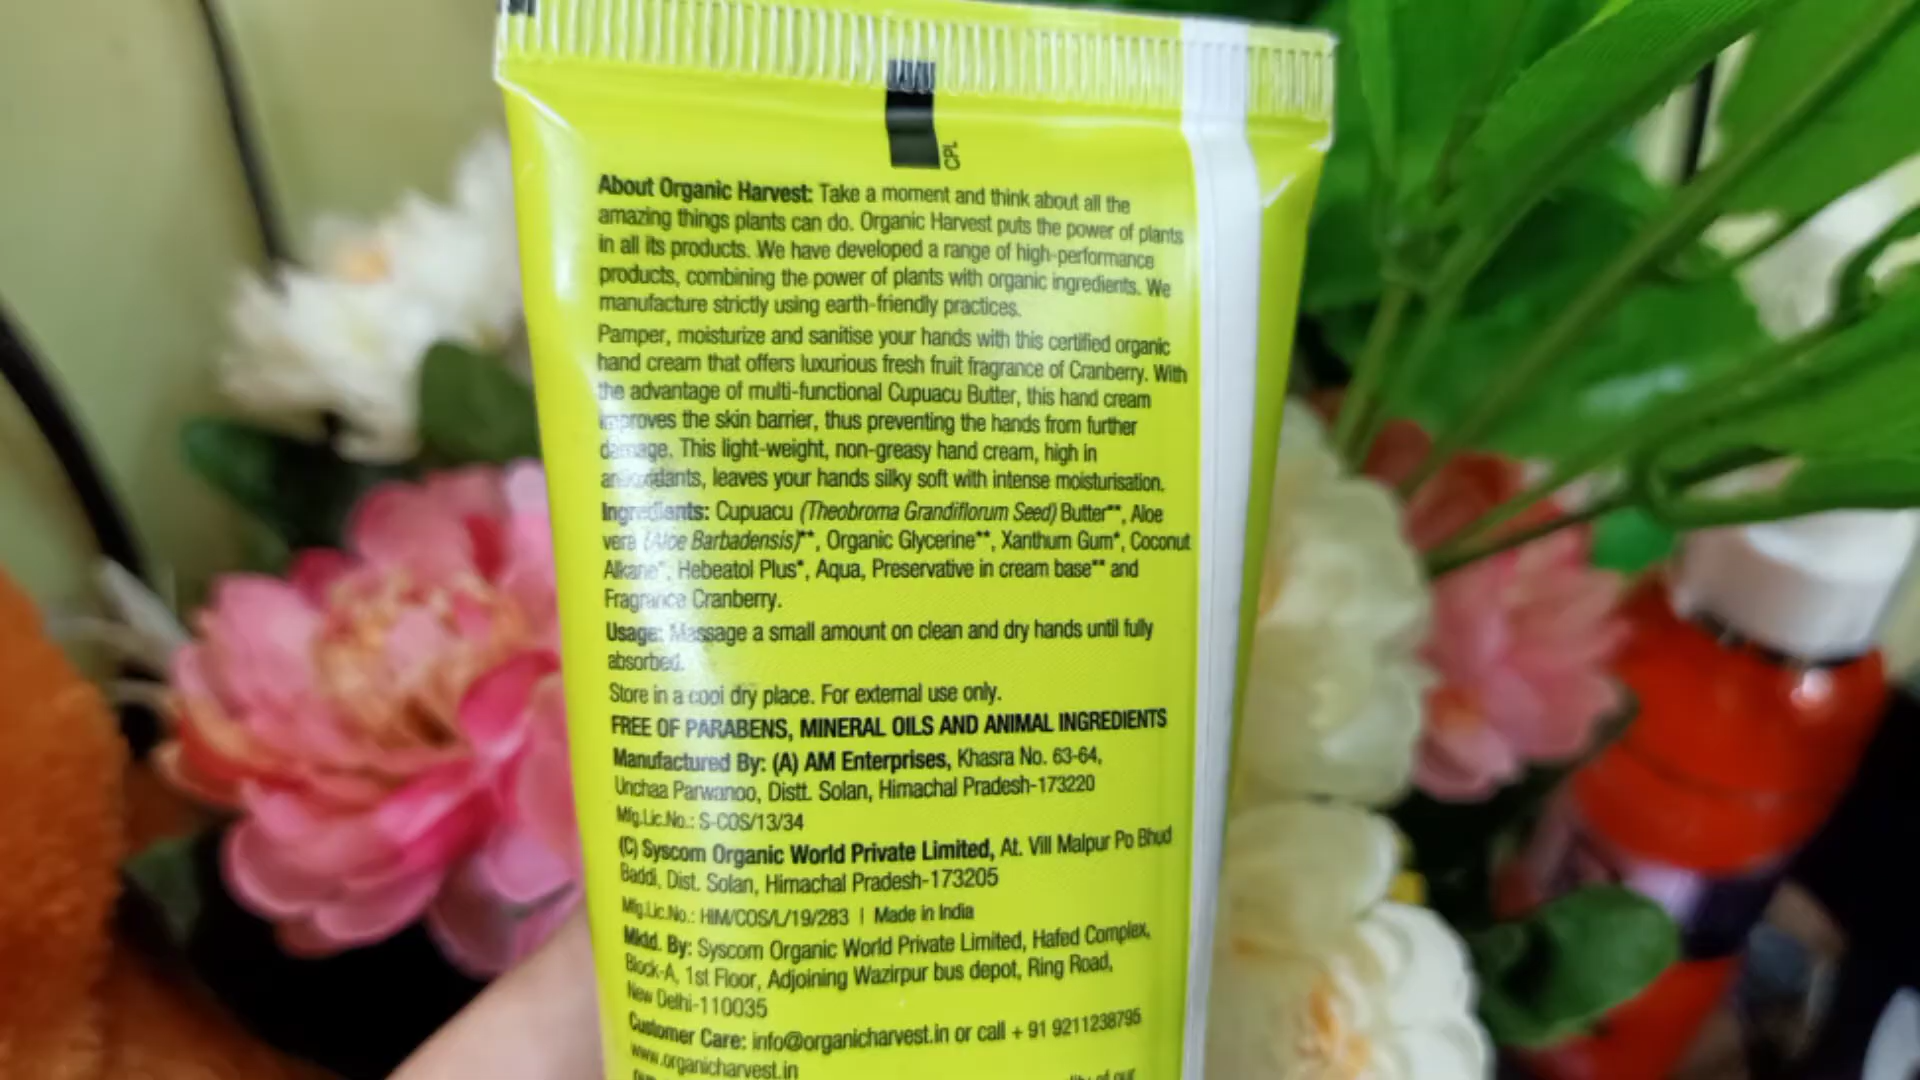 CPL
About Organic Harvest: Take a moment and think about all the
amazing things plants can do. Organic Harvest puts the power of plants
in all its products. We have developed a range of high-performance
products, combining the power of plants with organic ingredients. We
manufacture strictly using earth-friendly practices.
Pamper, moisturize and sanitise your hands with this certified organic
hand cream that offers luxurious fresh fruit fragrance of Cranberry. With
the advantage of multi-functional Cupuacu Butter, this hand cream
improves the skin barrier, thus preventing the hands from further
damage. This light-weight, non-greasy hand cream, high in
antioxidants, leaves your hands silky soft with intense moisturisation.
Ingredients: Cupuacu (Theobroma Grandiflorum Seed) Butter**, Aloe
vera (Aloe Barbadensis)**, Organic Glycerine**, Xanthum Gum*, Coconut
Alkane*, Hebeatol Plus*, Aqua, Preservative in cream base** and
Fragrance Cranberry.
Usage: Massage a small amount on clean and dry hands until fully
absorbed.
Store in a cool dry place. For external use only.
FREE OF PARABENS, MINERAL OILS AND ANIMAL INGREDIENTS
Manufactured By: (A) AM Enterprises, Khasra No. 63-64,
Unchaa Parwanoo, Distt. Solan, Himachal Pradesh-173220
Mfg.Lic.No.: S-COS/13/34
(C) Syscom Organic World Private Limited, At. Vill Malpur Po Bhud
Baddi, Dist. Solan, Himachal Pradesh-173205
Mfg.Lic.No.: HIM/COS/L/19/283 | Made in India
Mktd. By: Syscom Organic World Private Limited, Hafed Complex,
Block-A, 1st Floor, Adjoining Wazirpur bus depot, Ring Road,
New Delhi-110035
Customer Care: info@organicharvest.in or call + 91 9211238795
www.organicharvest.in
of our